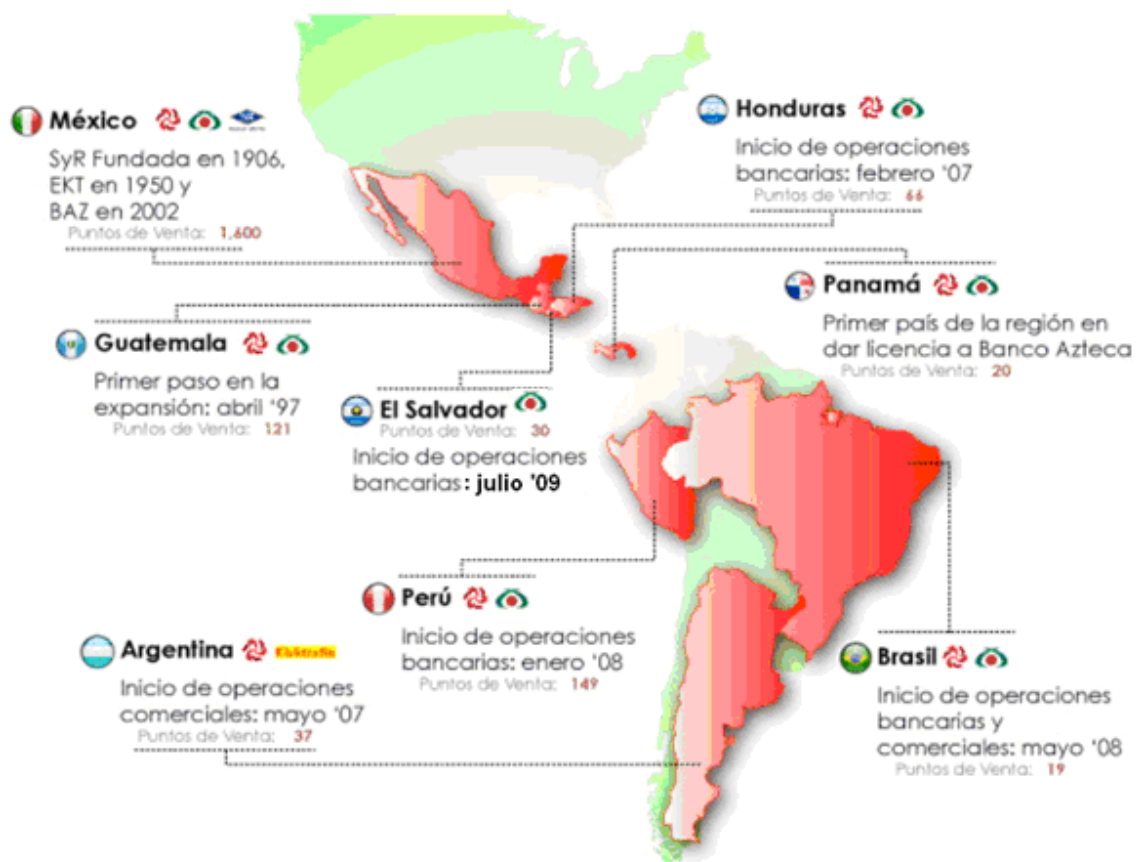 México
SyR Fundada en 1906,
EKT en 1950 y
BAZ en 2002
Puntos de Venta: 1,600
Honduras
Inicio de operaciones
bancarias: febrero '07
Puntos de Venta: 66
Panamá
Primer país de la región en
dar licencia a Banco Azteca
Puntos de Venta: 20
Guatemala
Primer paso en la
expansión: abril '97
Puntos de Venta: 121
El Salvador
Puntos de Venta: 30
Inicio de operaciones
bancarias: julio '09
Perú
Inicio de operaciones
bancarias: enero '08
Puntos de Venta: 149
Argentina
Inicio de operaciones
comerciales: mayo '07
Puntos de Venta: 37
Brasil
Inicio de operaciones
bancarias y
comerciales: mayo '08
Puntos de Venta: 19